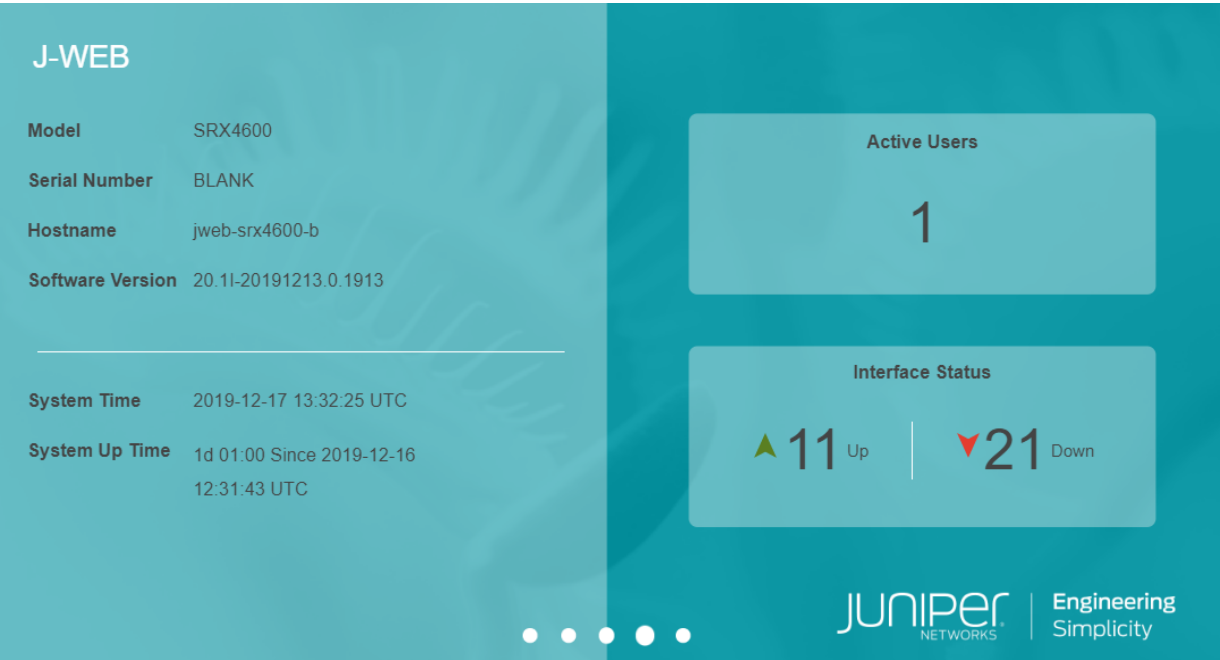 J-WEB
Model SRX4600
Serial Number BLANK
Hostname jweb-srx4600-b
Software Version 20.1I-20191213.0.1913
System Time 2019-12-17 13:32:25 UTC
System Up Time 1d 01:00 Since 2019-12-16
12:31:43 UTC
Active Users
1
Interface Status
11 Up 21 Down
JUNIPER
NETWORKS
Engineering
Simplicity